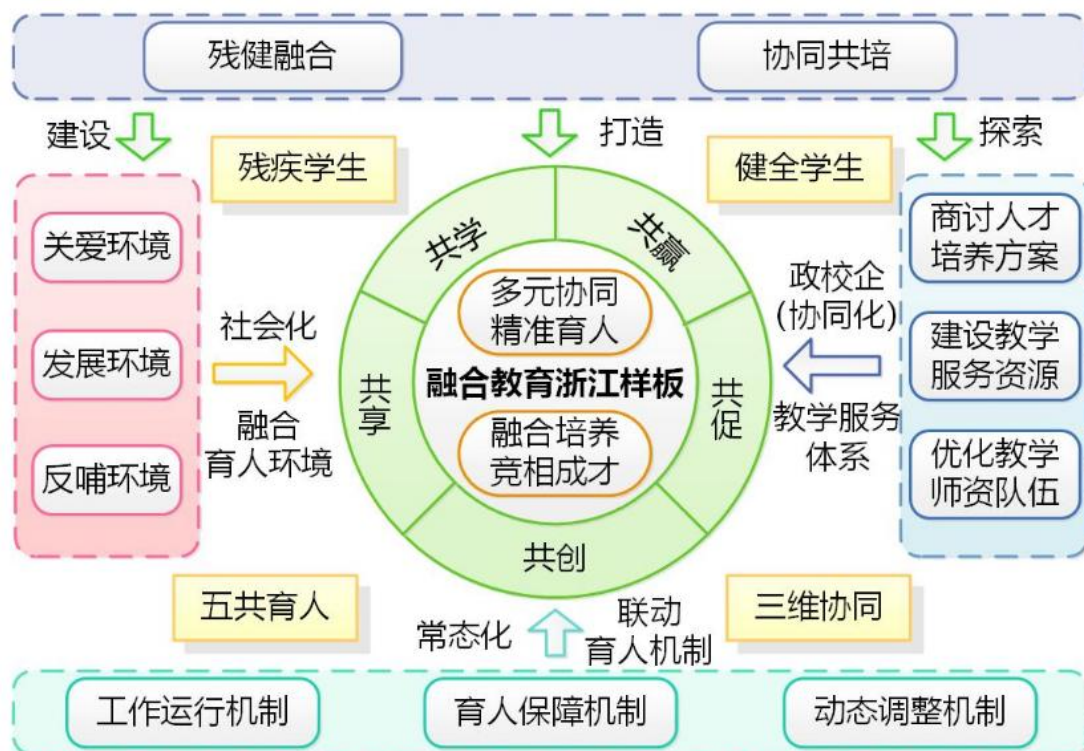 残健融合
协同共培
建设
打造
探索
残疾学生
健全学生
关爱环境
发展环境
反哺环境
社会化
融合
育人环境
共学
共赢
共享
共促
共创
多元协同
精准育人
融合教育浙江样板
融合培养
竞相成才
政校企
(协同化)
教学服务
体系
商讨人才
培养方案
建设教学
服务资源
优化教学
师资队伍
五共育人
三维协同
常态化
联动
育人机制
工作运行机制
育人保障机制
动态调整机制